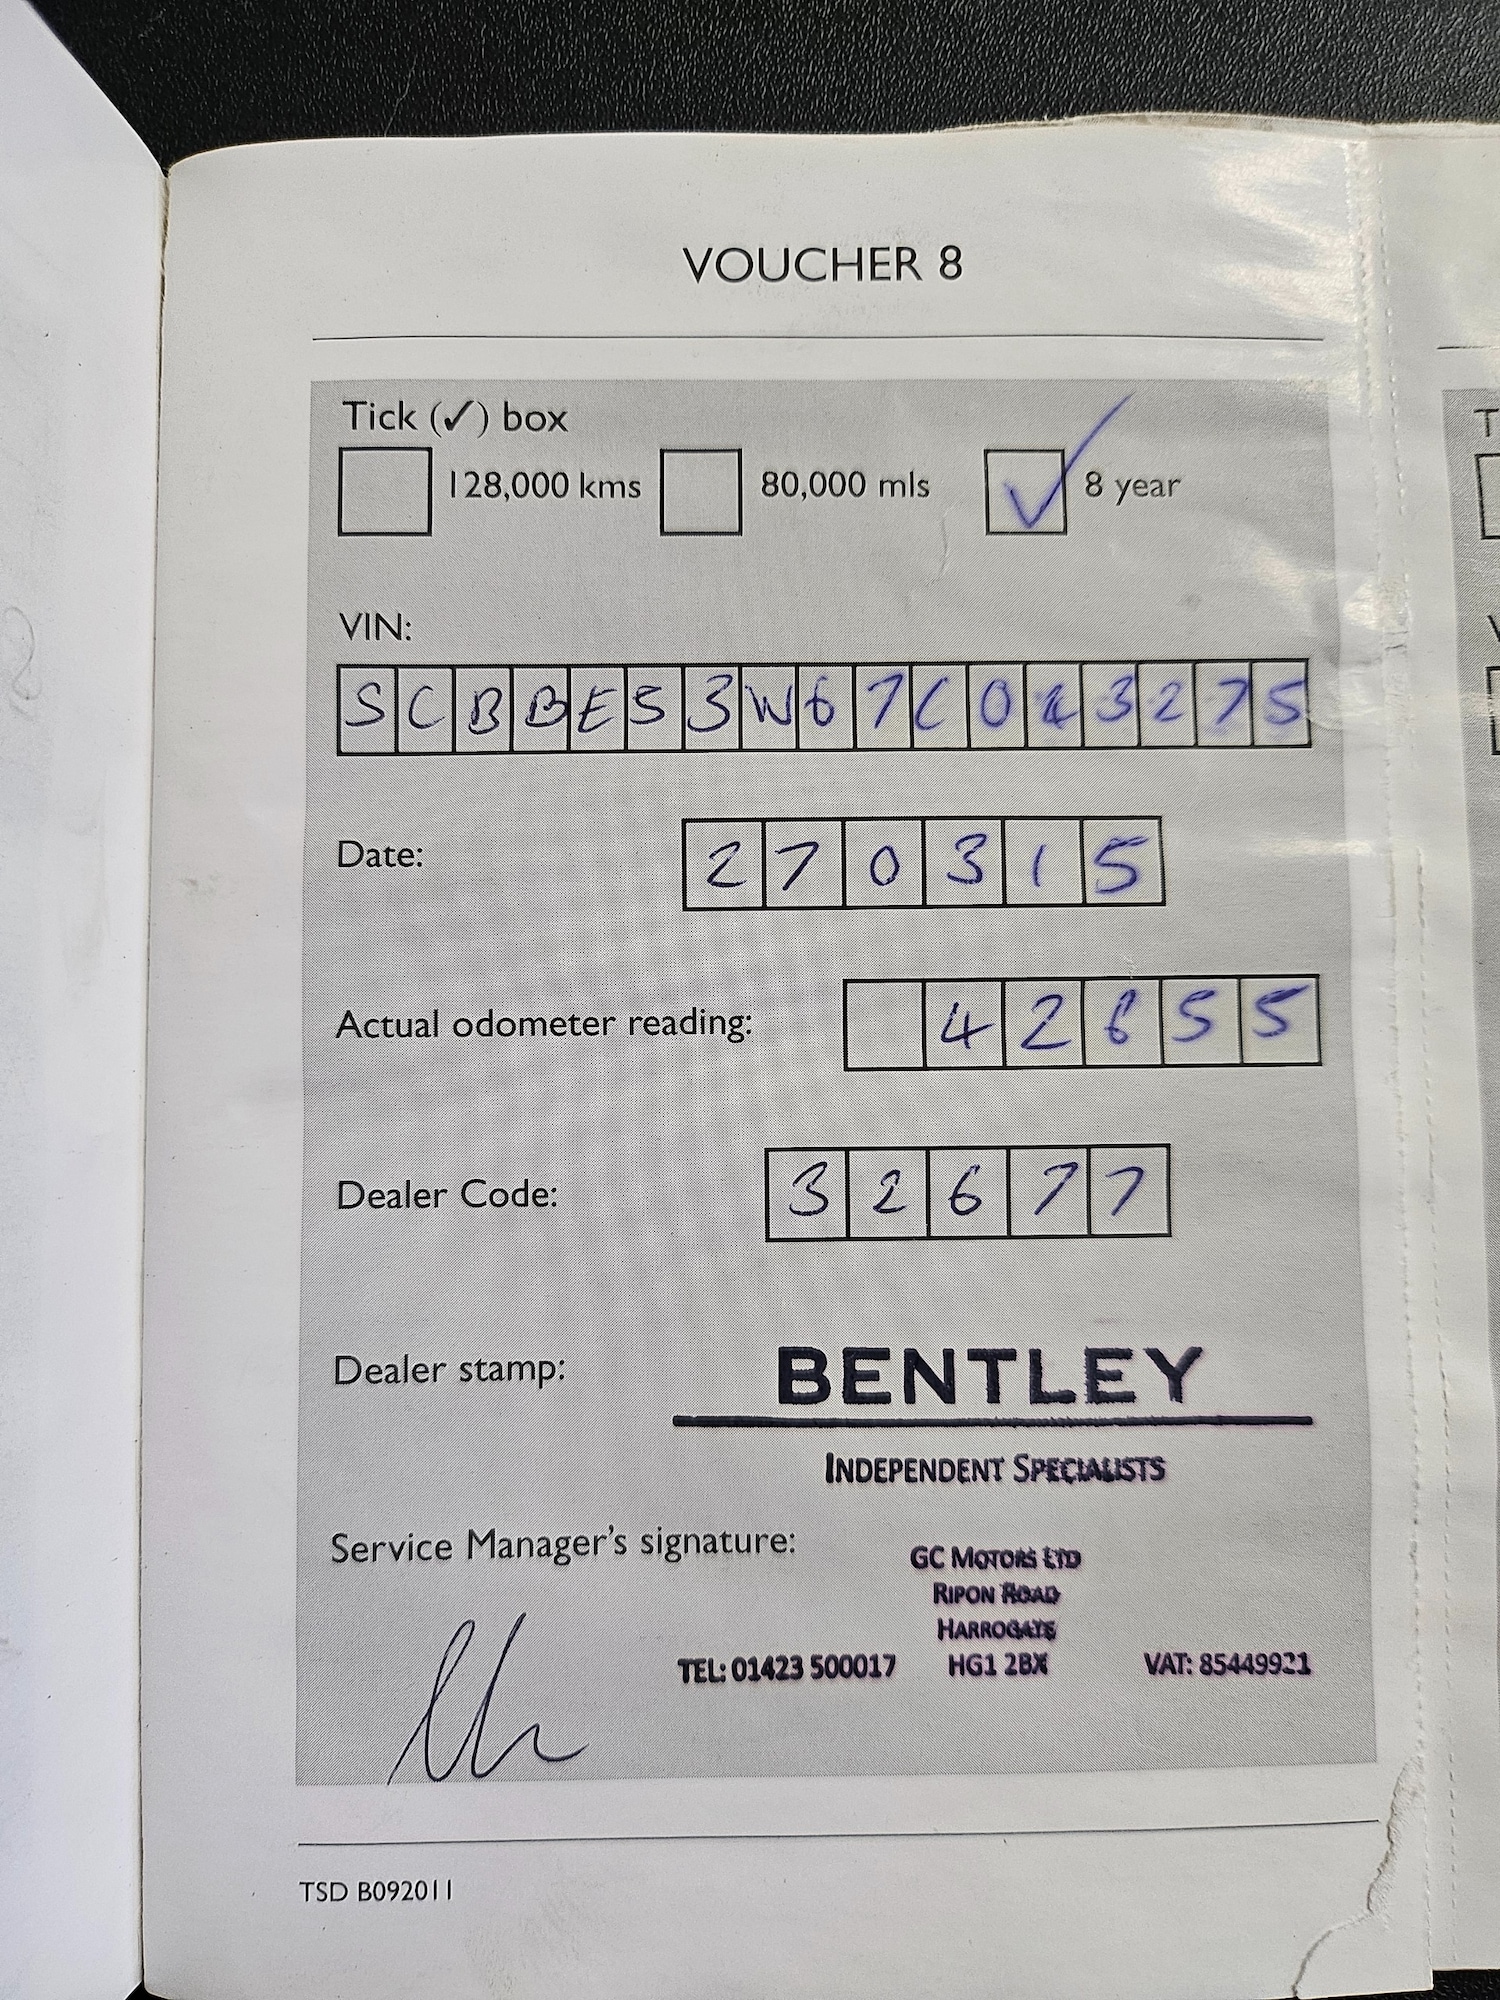 VOUCHER 8
Tick (✓) box
128,000 kms 80,000 mls ✓ 8 year
VIN:
Date: 270315
Actual odometer reading: 42655
Dealer Code: 32677
Dealer stamp: BENTLEY
INDEPENDENT SPECIALISTS
Service Manager's signature:
GC MOTORS LTD
RIPON ROAD
HARROGATE
TEL: 01423 500017 HG1 2BX VAT: 85449921
TSD B092011